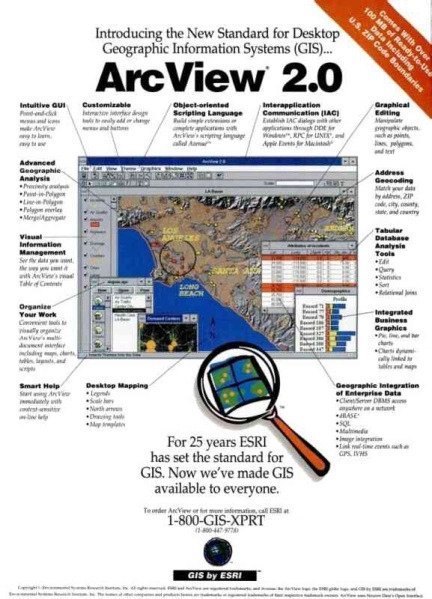 Introducing the New Standard for Desktop
Geographic Information Systems (GIS)...
ArcView® 2.0
Comes With Over
100 MB of Ready-to-Use
Data Including
U.S. ZIP Code Boundaries
Intuitive GUI
Point-and-click
menus and icons
make ArcView
easy to learn,
easy to use
Customizable
Interactive interface design
tools to easily add or change
menus and buttons
Object-oriented
Scripting Language
Build simple extensions or
complete applications with
ArcView's scripting language
called Avenue™
Interapplication
Communication (IAC)
Establish IAC dialogs with other
applications through DDE for
Windows™, RPC for UNIX®, and
Apple Events for Macintosh®
Graphical
Editing
Manipulate
geographic objects,
such as points,
lines, polygons,
and text
Advanced
Geographic
Analysis
• Proximity analysis
• Point-in-Polygon
• Line-in-Polygon
• Polygon overlay
• Merge/Aggregate
Address
Geocoding
Match your data
by address, ZIP
code, city, county,
state, and country
Visual
Information
Management
See the data you want,
the way you want it
with ArcView's visual
Table of Contents
Tabular
Database
Analysis
Tools
• Edit
• Query
• Statistics
• Sort
• Relational Joins
Organize
Your Work
Convenient tools to
visually organize
ArcView's multi-
document interface
including maps, charts,
tables, layouts, and
scripts
Integrated
Business
Graphics
• Pie, line, and bar
charts
• Charts dynami-
cally linked to
tables and maps
ArcView 2.0
File Edit View Theme Graphics Window Help
LOS
ANGELES
SANTA ANA
LONG
BEACH
Attributes of
Demographics
Profile
Smart Help
Start using ArcView
immediately with
context-sensitive
on-line help
Desktop Mapping
• Legends
• Scale bars
• North arrows
• Drawing tools
• Map templates
Geographic Integration
of Enterprise Data
• Client/Server DBMS access
anywhere on a network
• dBASE
• SQL
• Multimedia
• Image integration
• Link real-time events such as
GPS, IVHS
For 25 years ESRI
has set the standard for
GIS. Now we've made GIS
available to everyone.
To order ArcView or for more information, call ESRI at
1-800-GIS-XPRT
(1-800-447-9778)
GIS by ESRI™